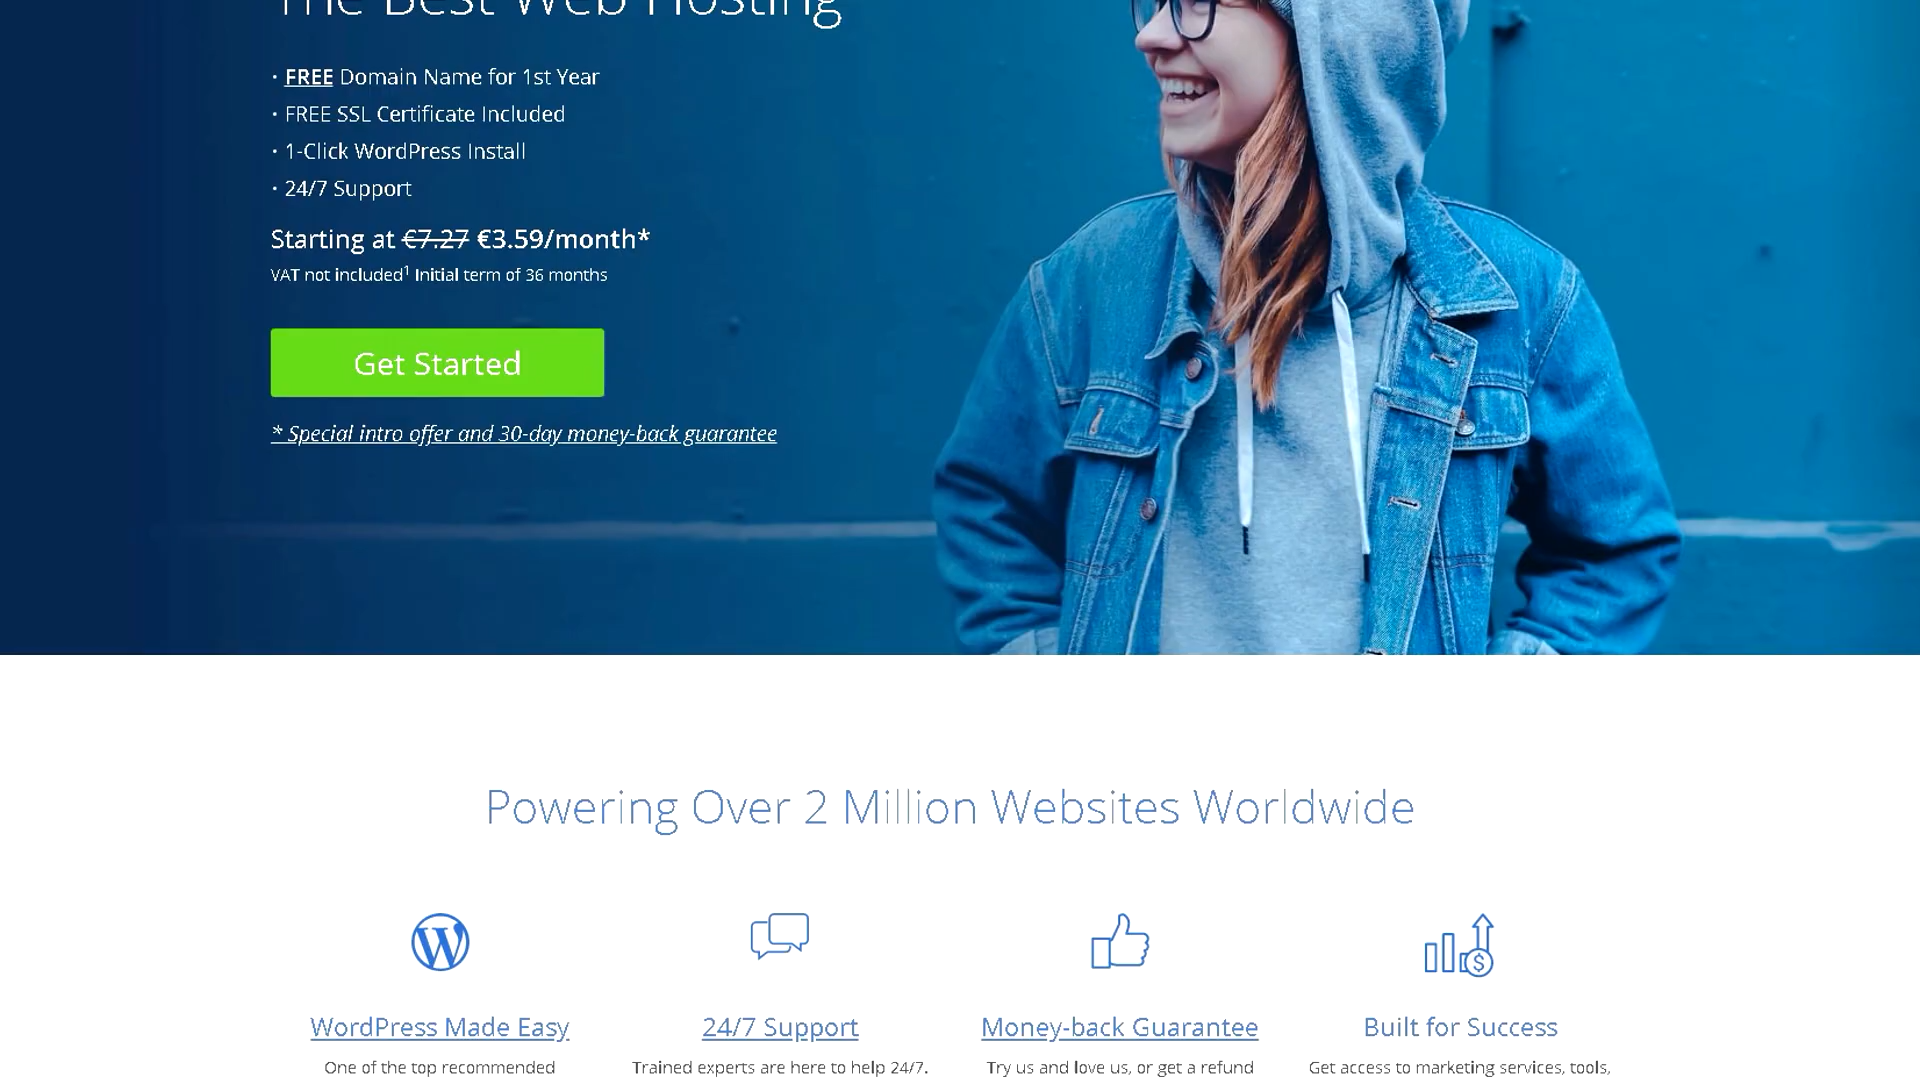 The Best Web Hosting
· FREE Domain Name for 1st Year
· FREE SSL Certificate Included
· 1-Click WordPress Install
· 24/7 Support
Starting at €7.27 €3.59/month*
VAT not included¹ Initial term of 36 months
Get Started
* Special intro offer and 30-day money-back guarantee
Powering Over 2 Million Websites Worldwide
WordPress Made Easy
24/7 Support
Money-back Guarantee
Built for Success
One of the top recommended
Trained experts are here to help 24/7.
Try us and love us, or get a refund
Get access to marketing services, tools,